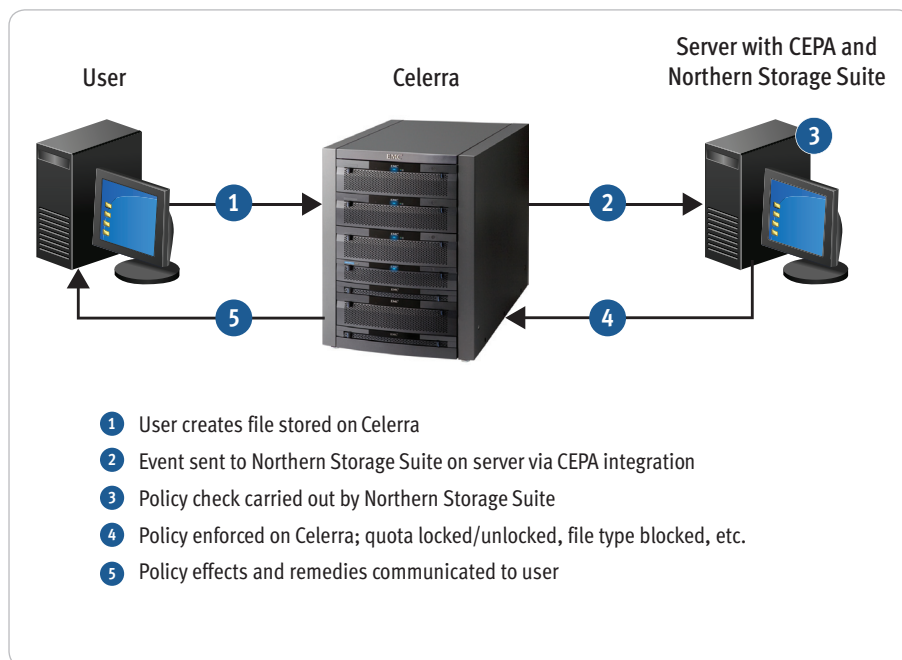 User
Celerra
Server with CEPA and
Northern Storage Suite
EMC
3
1
2
5
4
1 User creates file stored on Celerra
2 Event sent to Northern Storage Suite on server via CEPA integration
3 Policy check carried out by Northern Storage Suite
4 Policy enforced on Celerra; quota locked/unlocked, file type blocked, etc.
5 Policy effects and remedies communicated to user